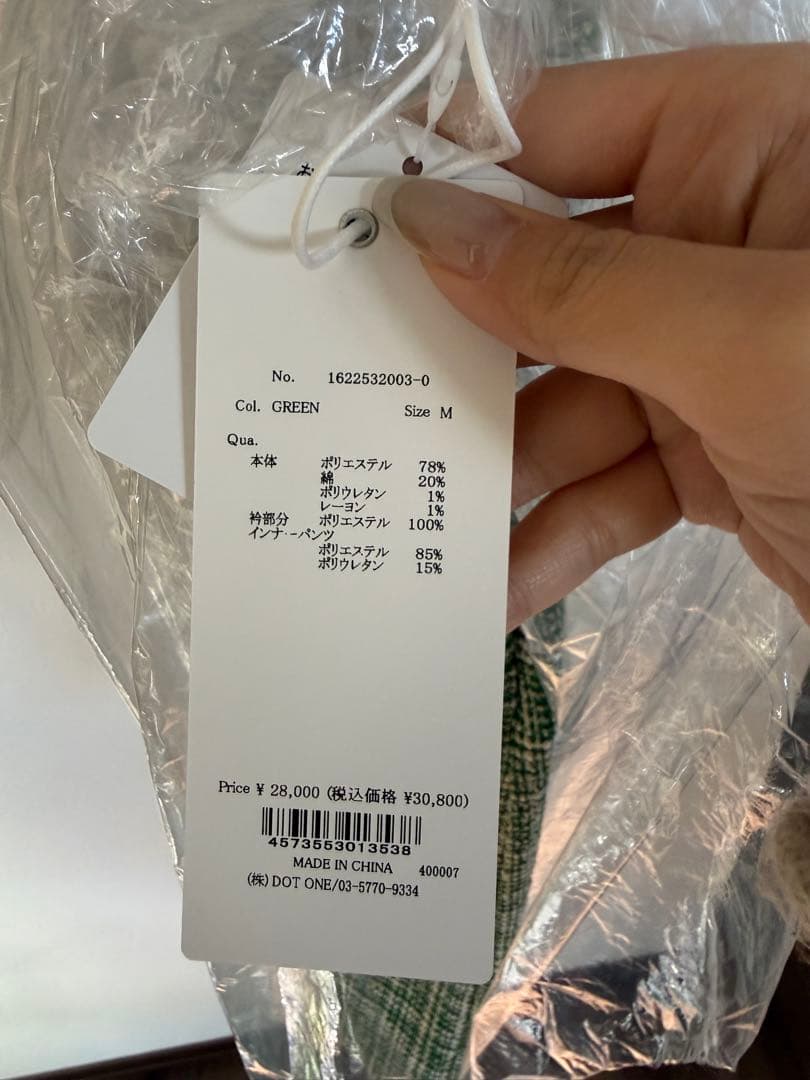 お
No. 1622532003-0
Col. GREEN Size M
Qua.
本体 ポリエステル 78%
綿 20%
ポリウレタン 1%
レーヨン 1%
衿部分 ポリエステル 100%
インナ-パンツ
ポリエステル 85%
ポリウレタン 15%
Price ¥ 28,000 (税込価格 ¥30,800)
4573553013538
MADE IN CHINA 400007
(株) DOT ONE/03-5770-9334